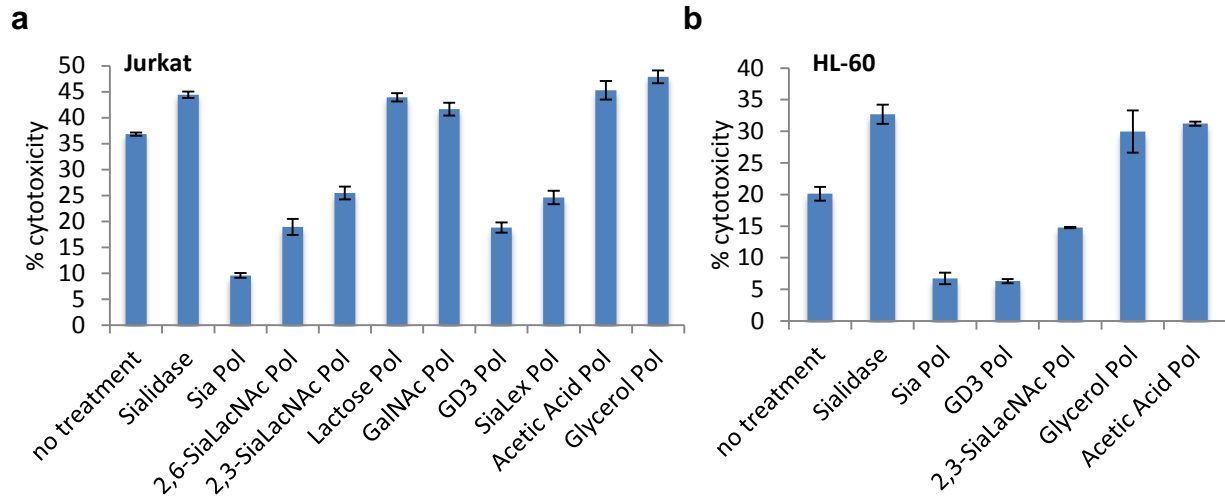 a
Jurkat
% cytotoxicity
50
45
40
35
30
25
20
15
10
5
0
no treatment
Sialidase
Sia Pol
2,6-SiaLacNAc Pol
2,3-SiaLacNAc Pol
Lactose Pol
GalNAc Pol
GD3 Pol
SiaLex Pol
Acetic Acid Pol
Glycerol Pol
b
HL-60
% cytotoxicity
40
35
30
25
20
15
10
5
0
no treatment
Sialidase
Sia Pol
GD3 Pol
2,3-SiaLacNAc Pol
Glycerol Pol
Acetic Acid Pol